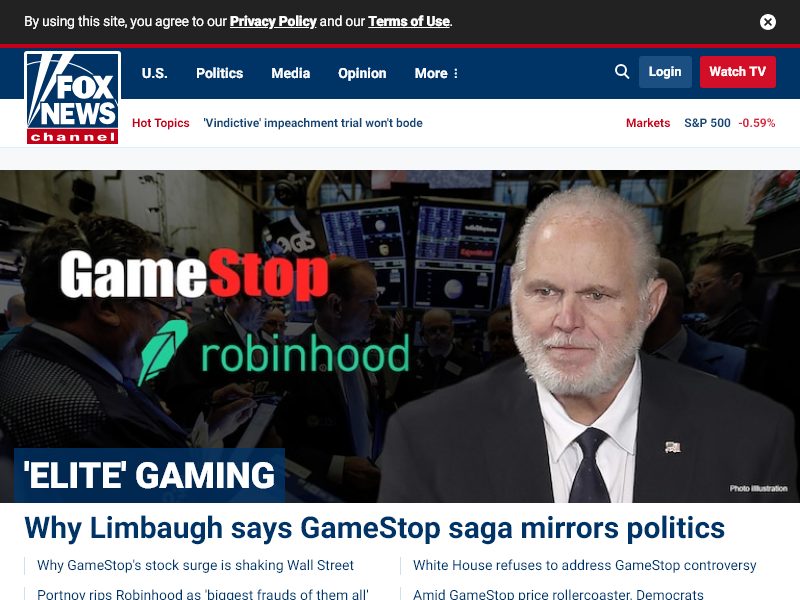 By using this site, you agree to our Privacy Policy and our Terms of Use.
FOX
NEWS
channel
U.S.
Politics
Media
Opinion
More
Login
Watch TV
Hot Topics
'Vindictive' impeachment trial won't bode
Markets
S&P 500
-0.59%
GameStop
robinhood
'ELITE' GAMING
Photo illustration
Why Limbaugh says GameStop saga mirrors politics
Why GameStop's stock surge is shaking Wall Street
White House refuses to address GameStop controversy
Portnoy rips Robinhood as 'biggest frauds of them all'
Amid GameStop price rollercoaster, Democrats